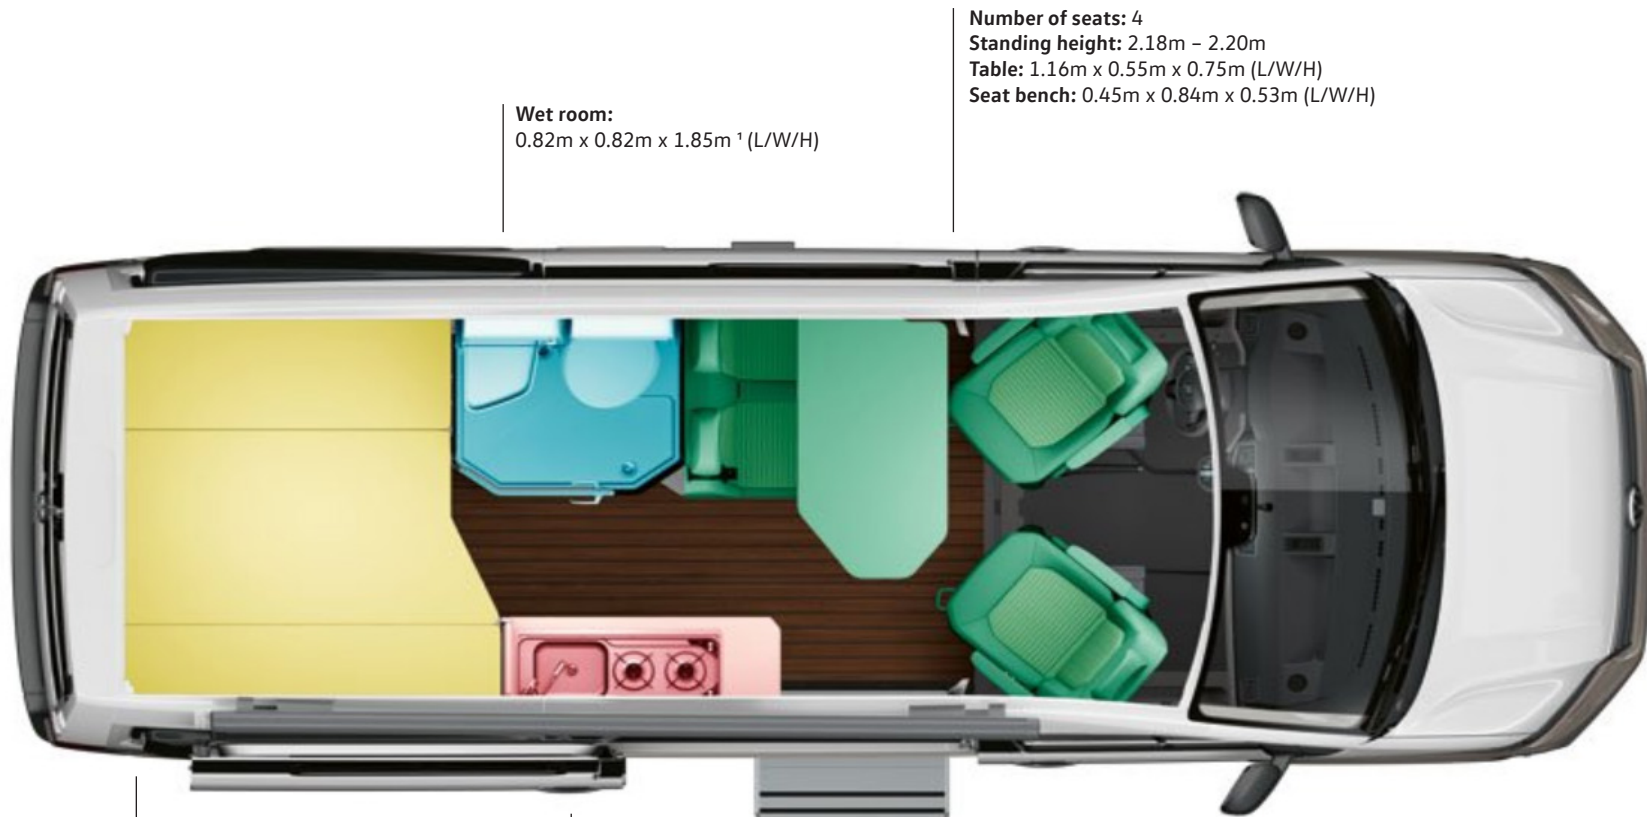 Number of seats: 4
Standing height: 2.18m – 2.20m
Table: 1.16m x 0.55m x 0.75m (L/W/H)
Seat bench: 0.45m x 0.84m x 0.53m (L/W/H)
Wet room:
0.82m x 0.82m x 1.85m ¹ (L/W/H)